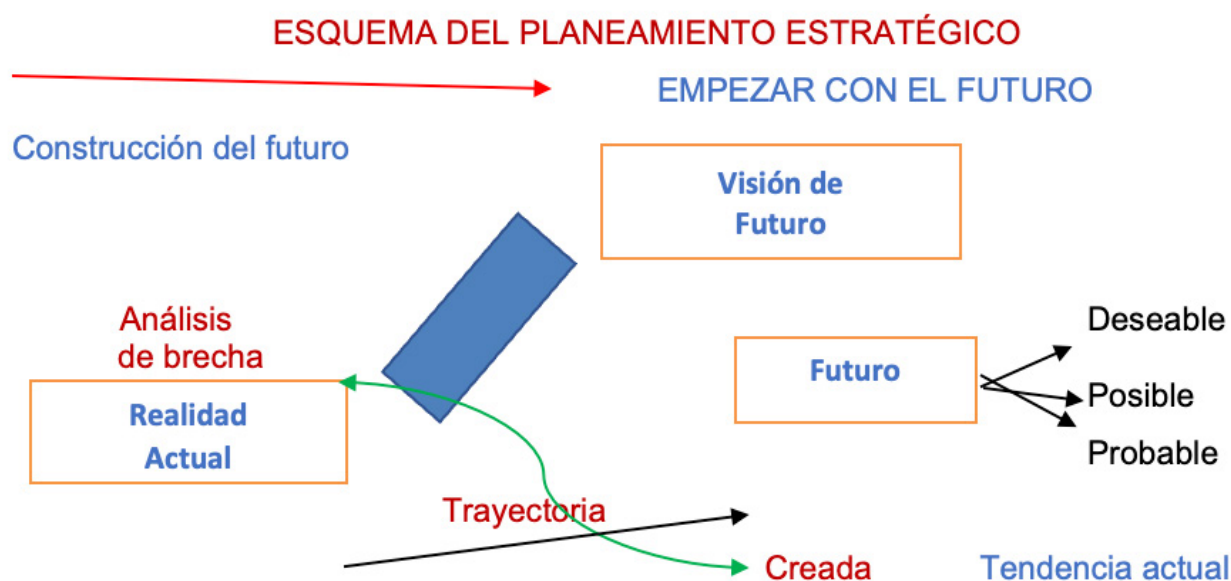 ESQUEMA DEL PLANEAMIENTO ESTRATÉGICO
EMPEZAR CON EL FUTURO
Construcción del futuro
Visión de
Futuro
Análisis
de brecha
Realidad
Actual
Futuro
Deseable
Posible
Probable
Trayectoria
Creada
Tendencia actual